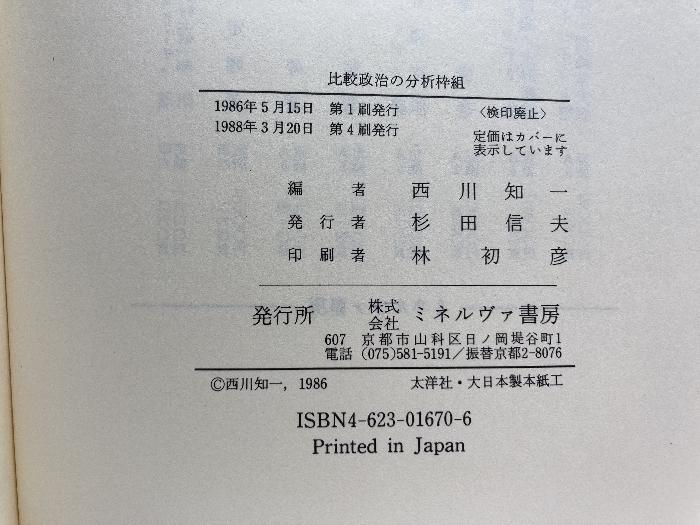 比較政治の分析枠組
1986年5月15日 第1刷発行 〈検印廃止〉
1988年3月20日 第4刷発行
定価はカバーに
表示しています
編者 西川知一
発行者 杉田信夫
印刷者 林初彦
発行所 株式会社 ミネルヴァ書房
607 京都市山科区日ノ岡堤谷町1
電話 (075)581-5191/振替京都2-8076
©西川知一, 1986 太洋社・大日本製本紙工
ISBN4-623-01670-6
Printed in Japan